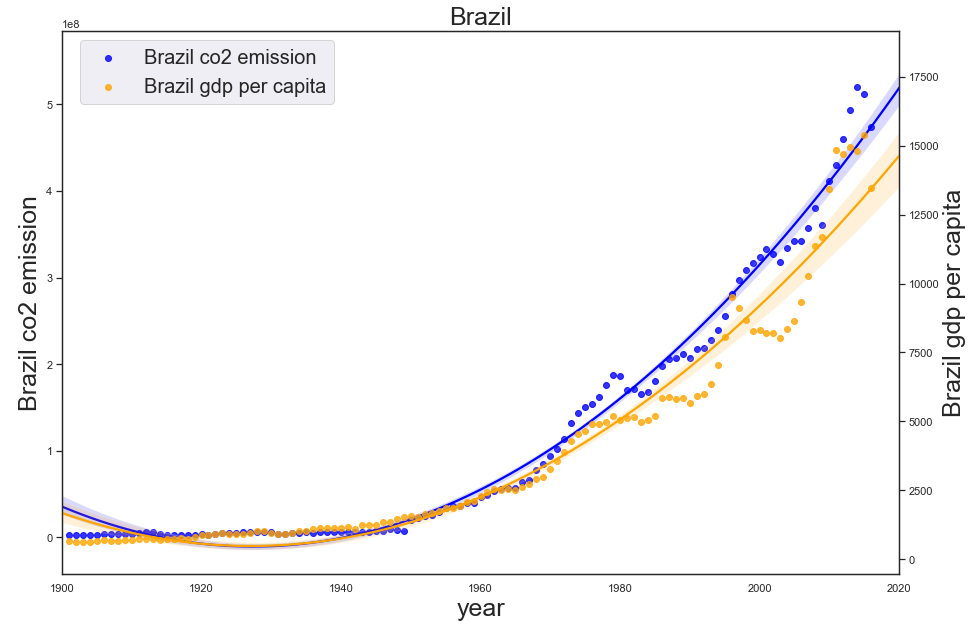 Brazil
1e8
Brazil co2 emission
Brazil gdp per capita
5
4
3
2
1
0
Brazil co2 emission
17500
15000
12500
10000
7500
5000
2500
0
Brazil gdp per capita
1900 1920 1940 1960 1980 2000 2020
year